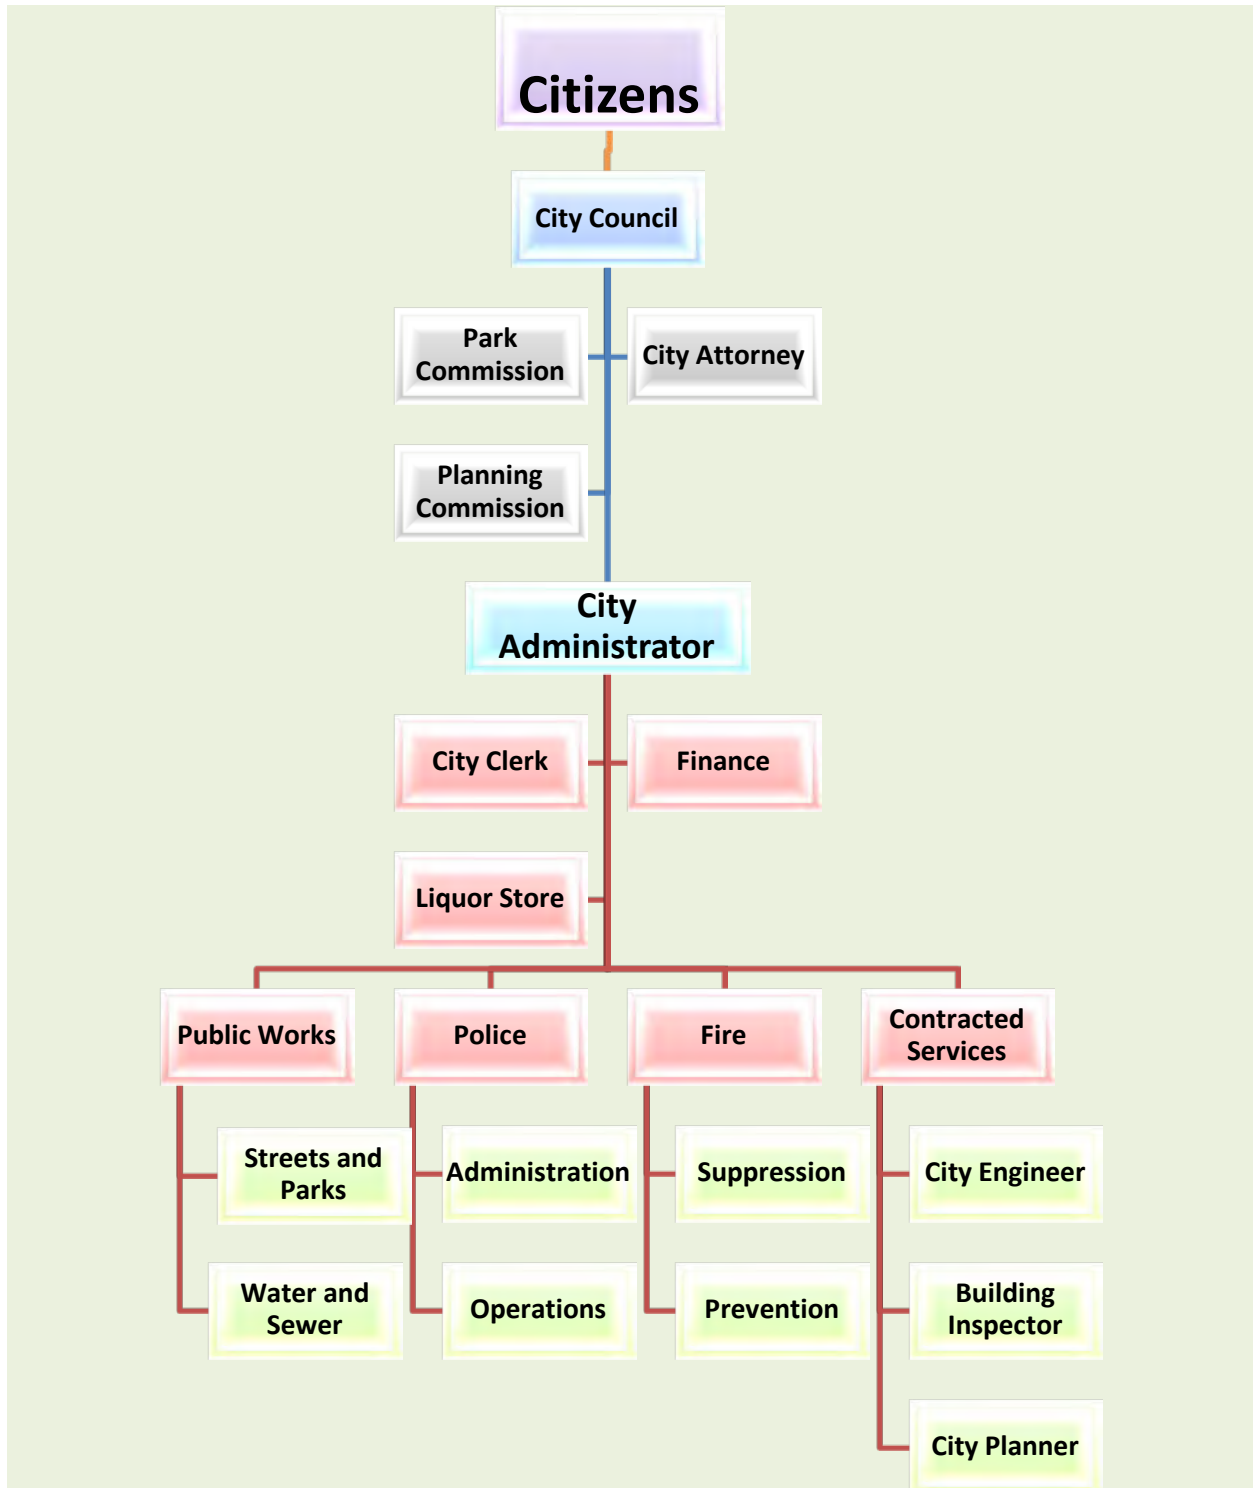 Citizens
City Council
Park
Commission
City Attorney
Planning
Commission
City
Administrator
City Clerk
Finance
Liquor Store
Public Works
Police
Fire
Contracted
Services
Streets and
Parks
Administration
Suppression
City Engineer
Water and
Sewer
Operations
Prevention
Building
Inspector
City Planner